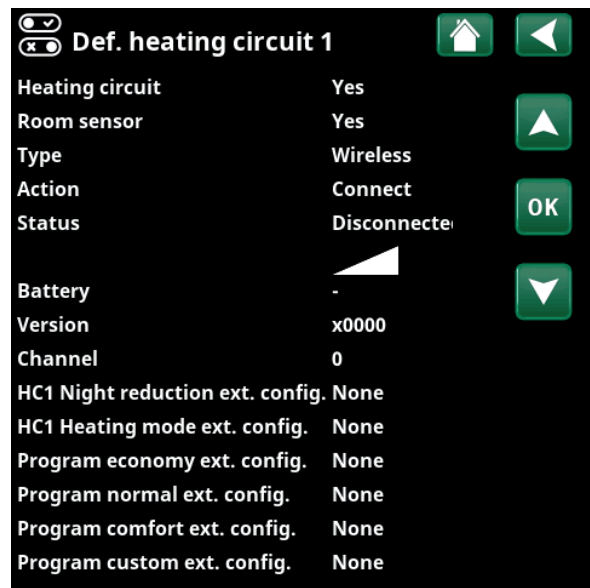 Def. heating circuit 1
Heating circuit Yes
Room sensor Yes
Type Wireless
Action Connect
OK
Status Disconnecte
Battery -
Version x0000
Channel 0
HC1 Night reduction ext. config. None
HC1 Heating mode ext. config. None
Program economy ext. config. None
Program normal ext. config. None
Program comfort ext. config. None
Program custom ext. config. None